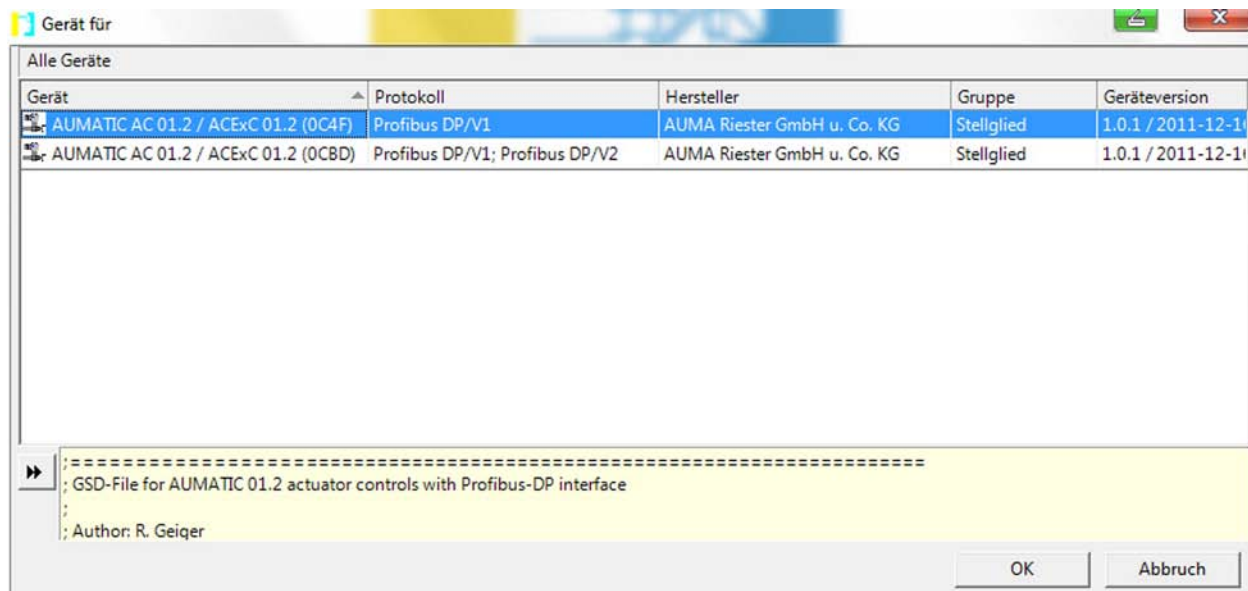 Gerät für
Alle Geräte
Gerät Protokoll Hersteller Gruppe Geräteversion
AUMATIC AC 01.2 / ACExC 01.2 (0C4F) Profibus DP/V1 AUMA Riester GmbH u. Co. KG Stellglied 1.0.1 / 2011-12-1
AUMATIC AC 01.2 / ACExC 01.2 (0CBD) Profibus DP/V1; Profibus DP/V2 AUMA Riester GmbH u. Co. KG Stellglied 1.0.1 / 2011-12-1
;================================================================
; GSD-File for AUMATIC 01.2 actuator controls with Profibus-DP interface
;
; Author: R. Geiger
OK Abbruch